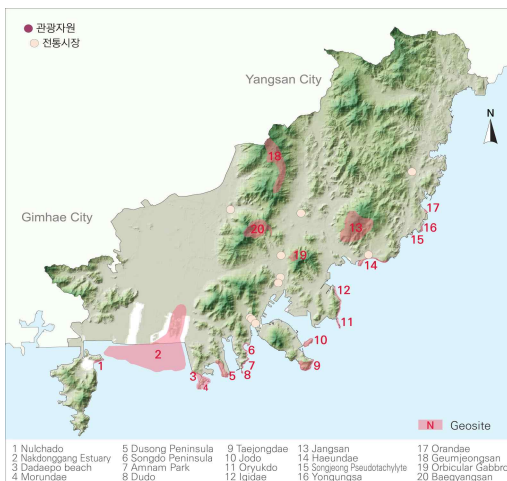 관광자원
전통시장
Yangsan City
N
Gimhae City
18
17
16
15
13
20
19
14
12
11
10
9
6
7
8
5
3
4
2
1
N Geosite
1 Nulchado
2 Nakdonggang Estuary
3 Dadaepo beach
4 Morundae
5 Dusong Peninsula
6 Songdo Peninsula
7 Amnam Park
8 Dudo
9 Taejongdae
10 Jodo
11 Oryukdo
12 Igidae
13 Jangsan
14 Haeundae
15 Songjeong Pseudotachylyte
16 Yongungsa
17 Orandae
18 Geumjeongsan
19 Orbicular Gabbro
20 Baegyangsan